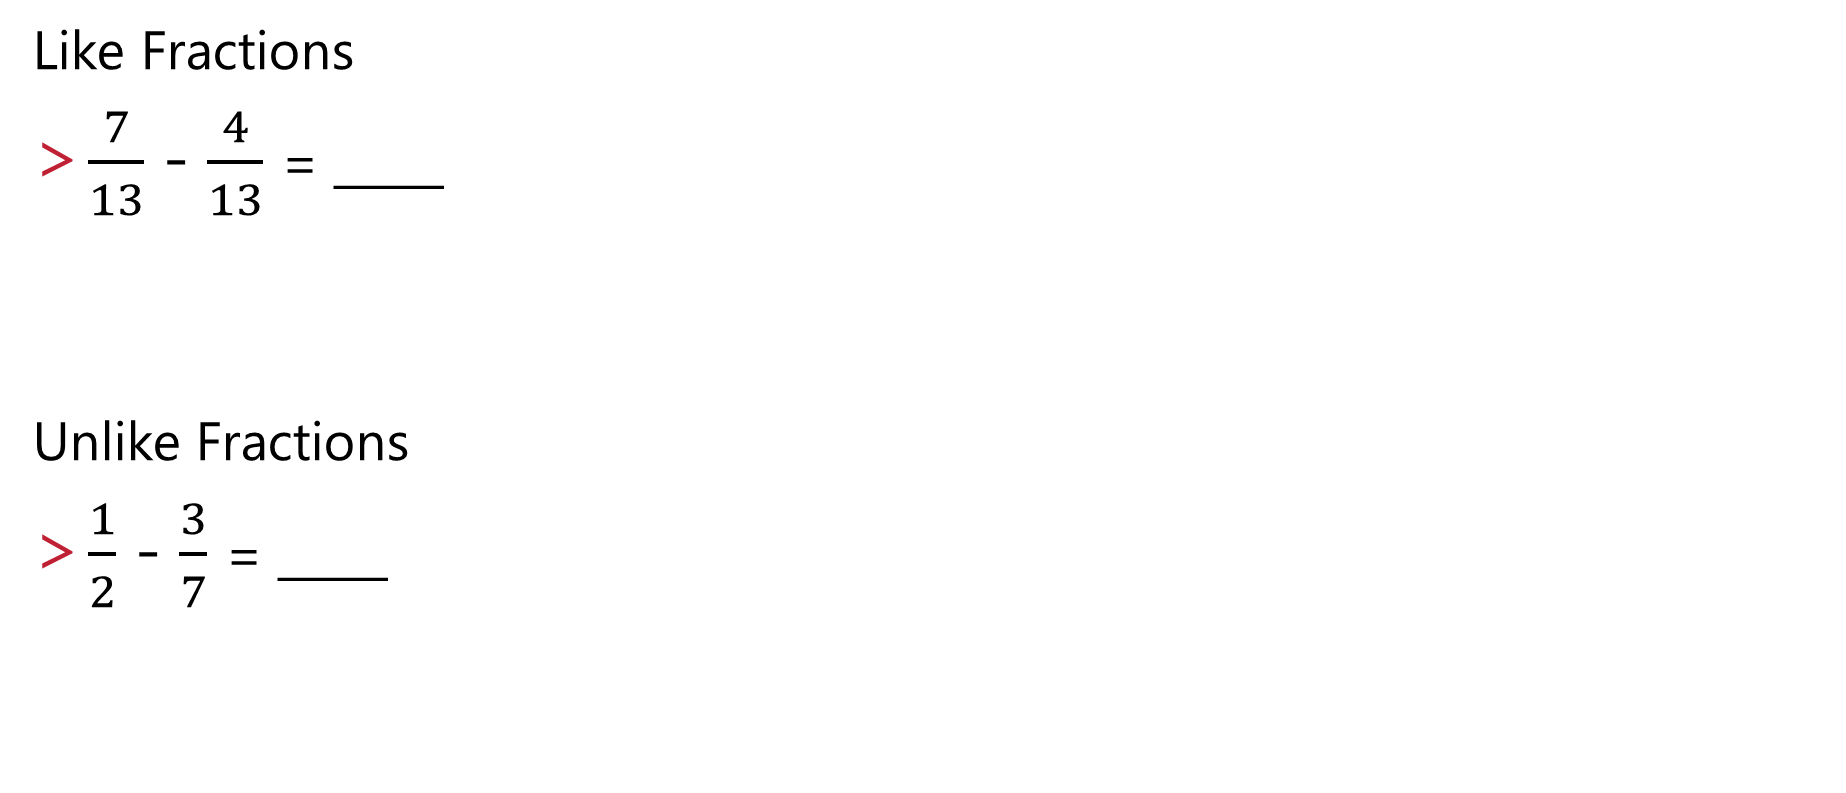 Like Fractions
> 7/13 - 4/13 = ____
Unlike Fractions
> 1/2 - 3/7 = ____